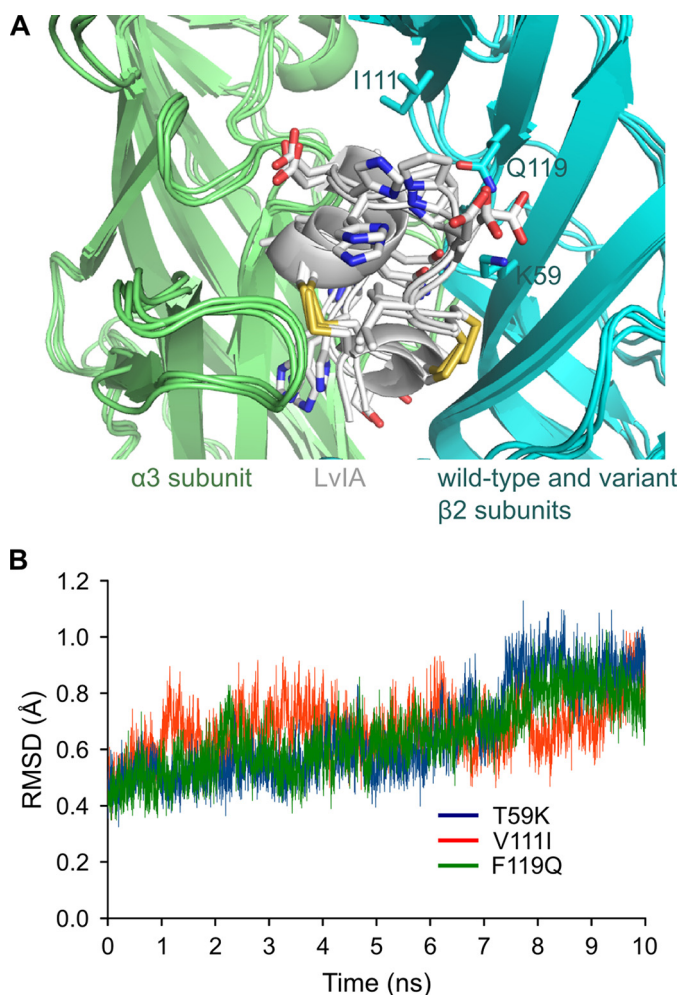 A
I111
Q119
K59
α3 subunit LvIA wild-type and variant
β2 subunits
B
1.2
1.0
0.8
0.6
0.4
0.2
0.0
RMSD (Å)
T59K
V111I
F119Q
0 1 2 3 4 5 6 7 8 9 10
Time (ns)